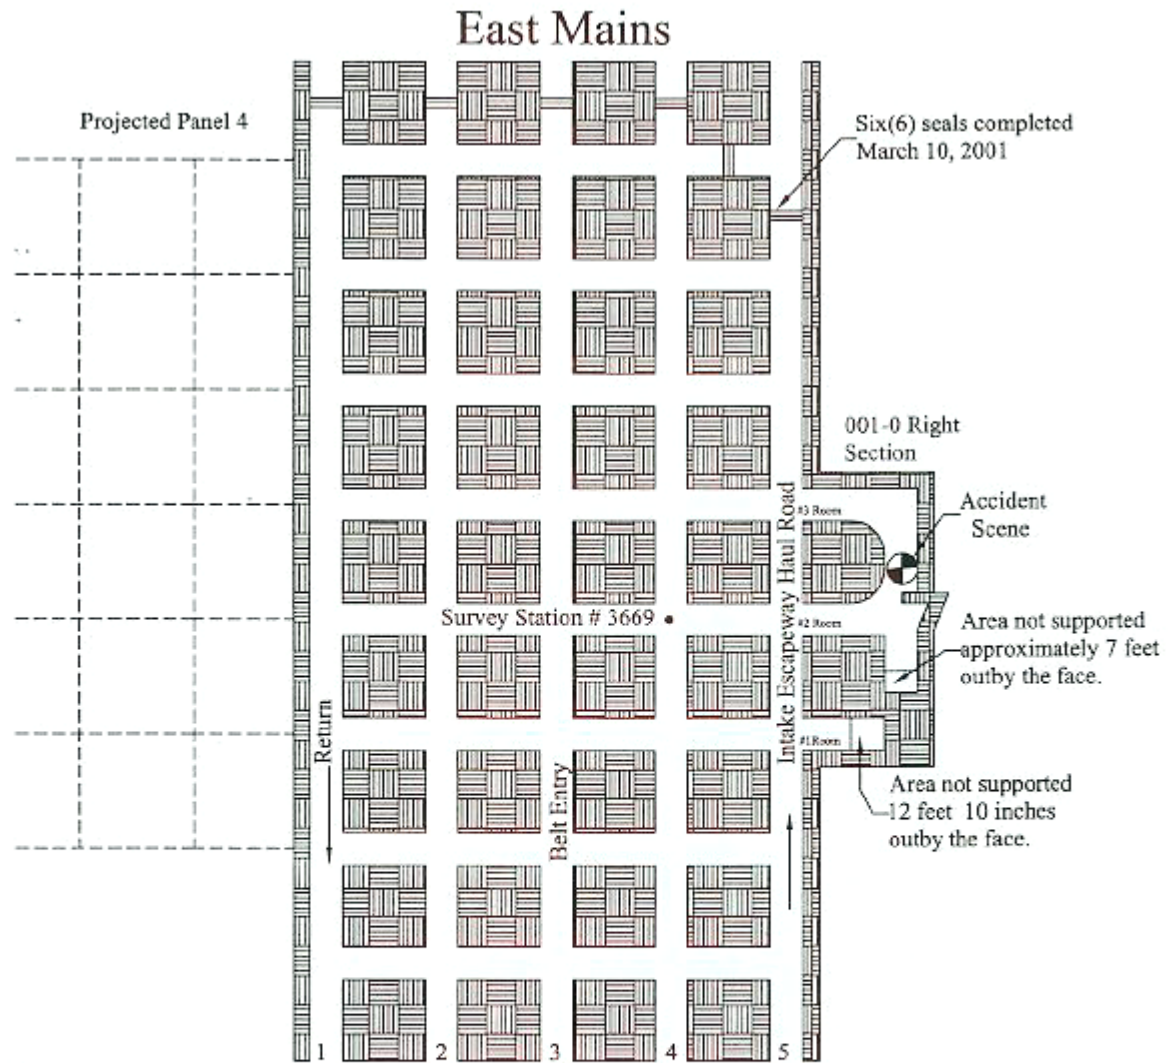 East Mains
Projected Panel 4
Six(6) seals completed
March 10, 2001
001-0 Right
Section
#3 Room
Accident
Scene
Intake Escapeway Haul Road
Survey Station # 3669
#2 Room
Area not supported
approximately 7 feet
outby the face.
Return
#1 Room
Belt Entry
Area not supported
12 feet 10 inches
outby the face.
1 2 3 4 5